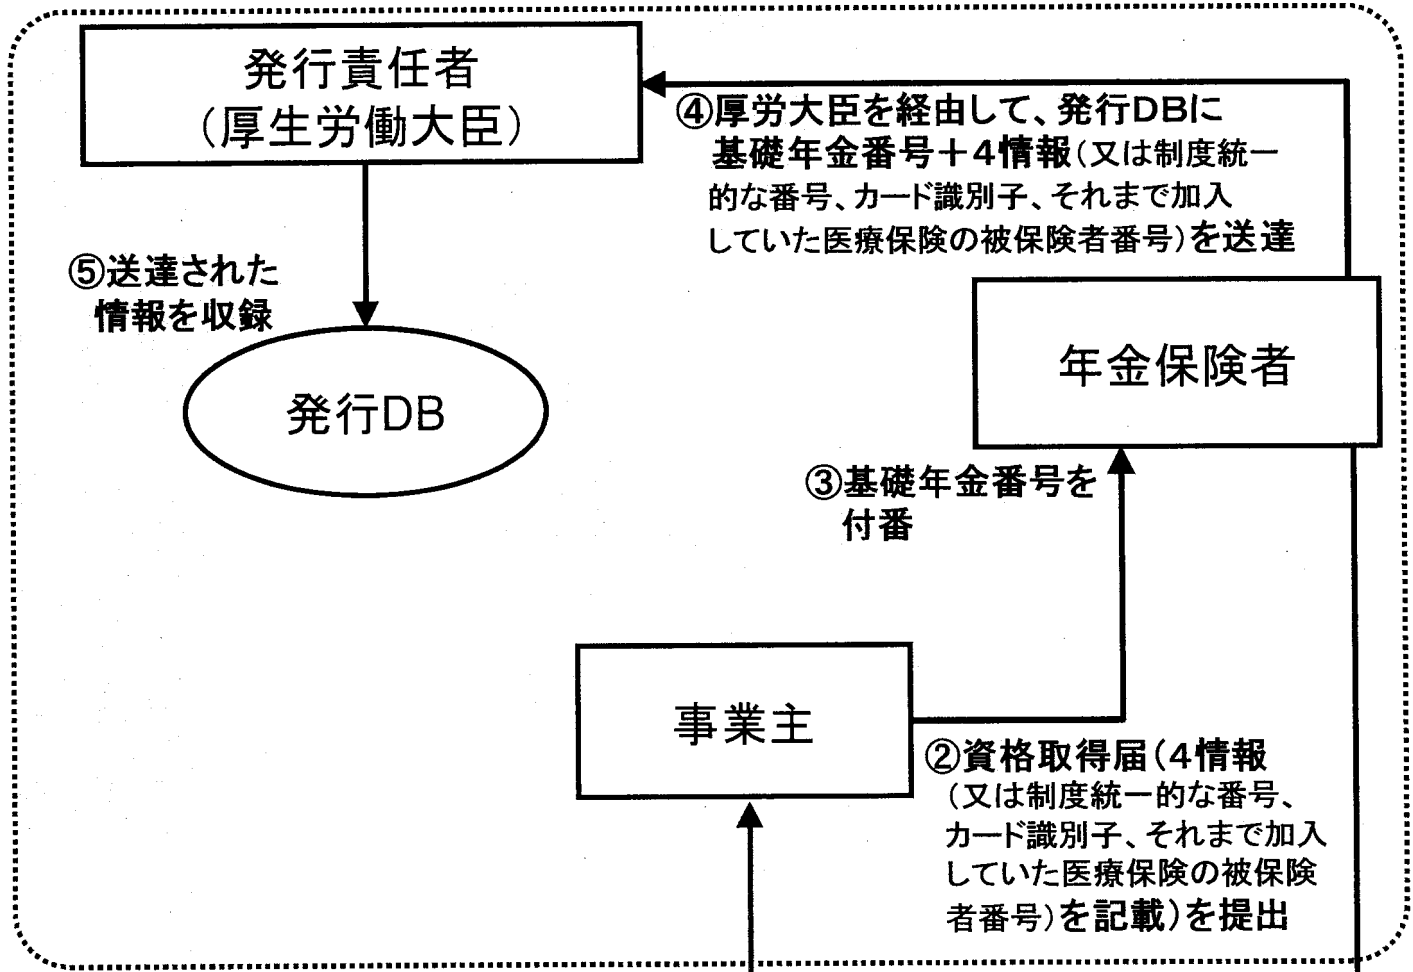 発行責任者
(厚生労働大臣)
④厚労大臣を経由して、発行DBに
基礎年金番号＋4情報(又は制度統一
的な番号、カード識別子、それまで加入
していた医療保険の被保険者番号)を送達
⑤送達された
情報を収録
発行DB
年金保険者
③基礎年金番号を
付番
事業主
②資格取得届(4情報
(又は制度統一的な番号、
カード識別子、それまで加入
していた医療保険の被保険
者番号)を記載)を提出